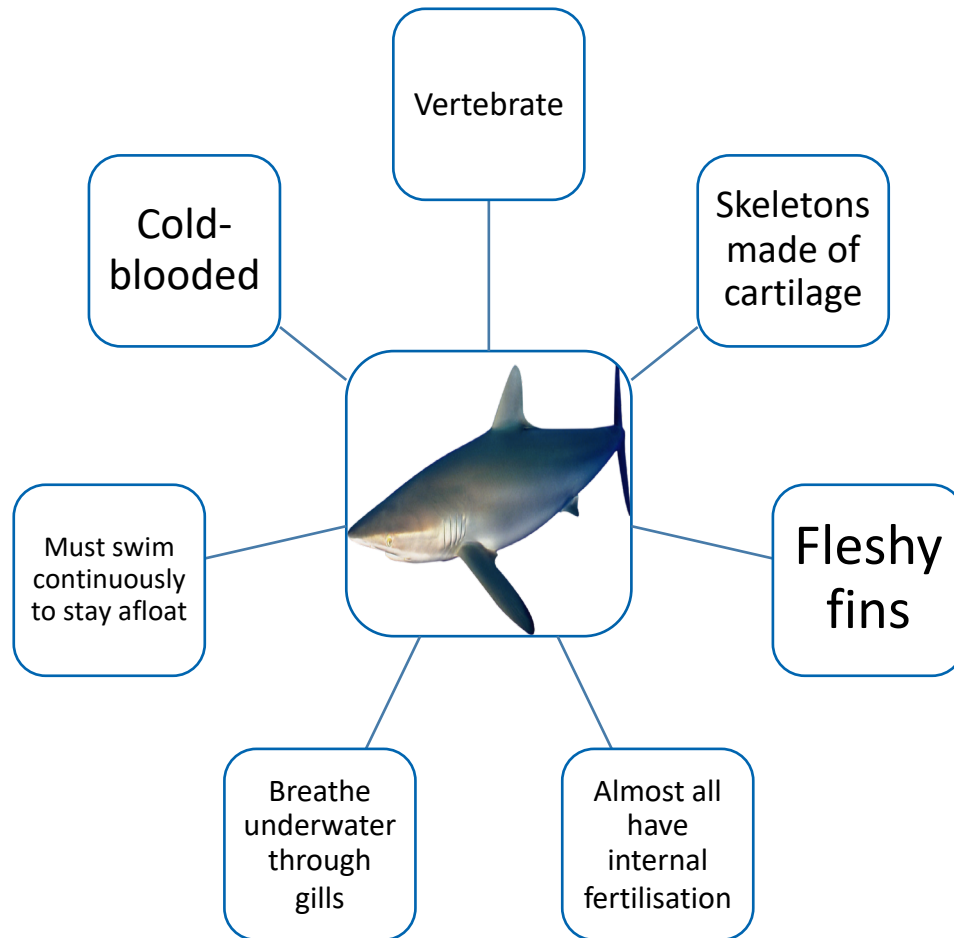 Vertebrate
Skeletons
made of
cartilage
Fleshy
fins
Almost all
have
internal
fertilisation
Breathe
underwater
through
gills
Must swim
continuously
to stay afloat
Cold-
blooded